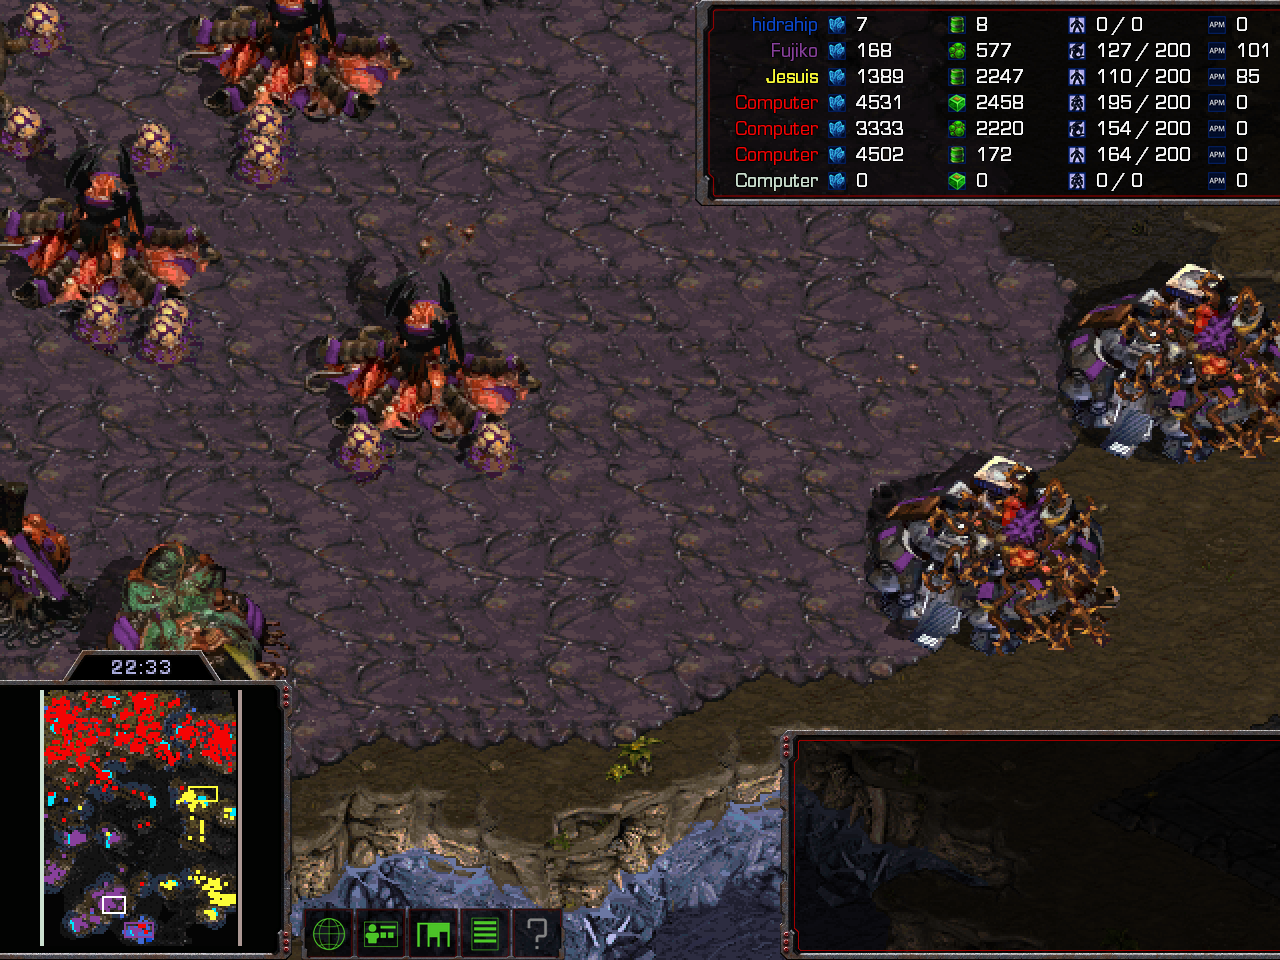 hidrahip 7 8 0 / 0 APM 0
Fujiko 168 577 127 / 200 APM 101
Jesuis 1389 2247 110 / 200 APM 85
Computer 4531 2458 195 / 200 APM 0
Computer 3333 2220 154 / 200 APM 0
Computer 4502 172 164 / 200 APM 0
Computer 0 0 0 / 0 APM 0
22:33
?